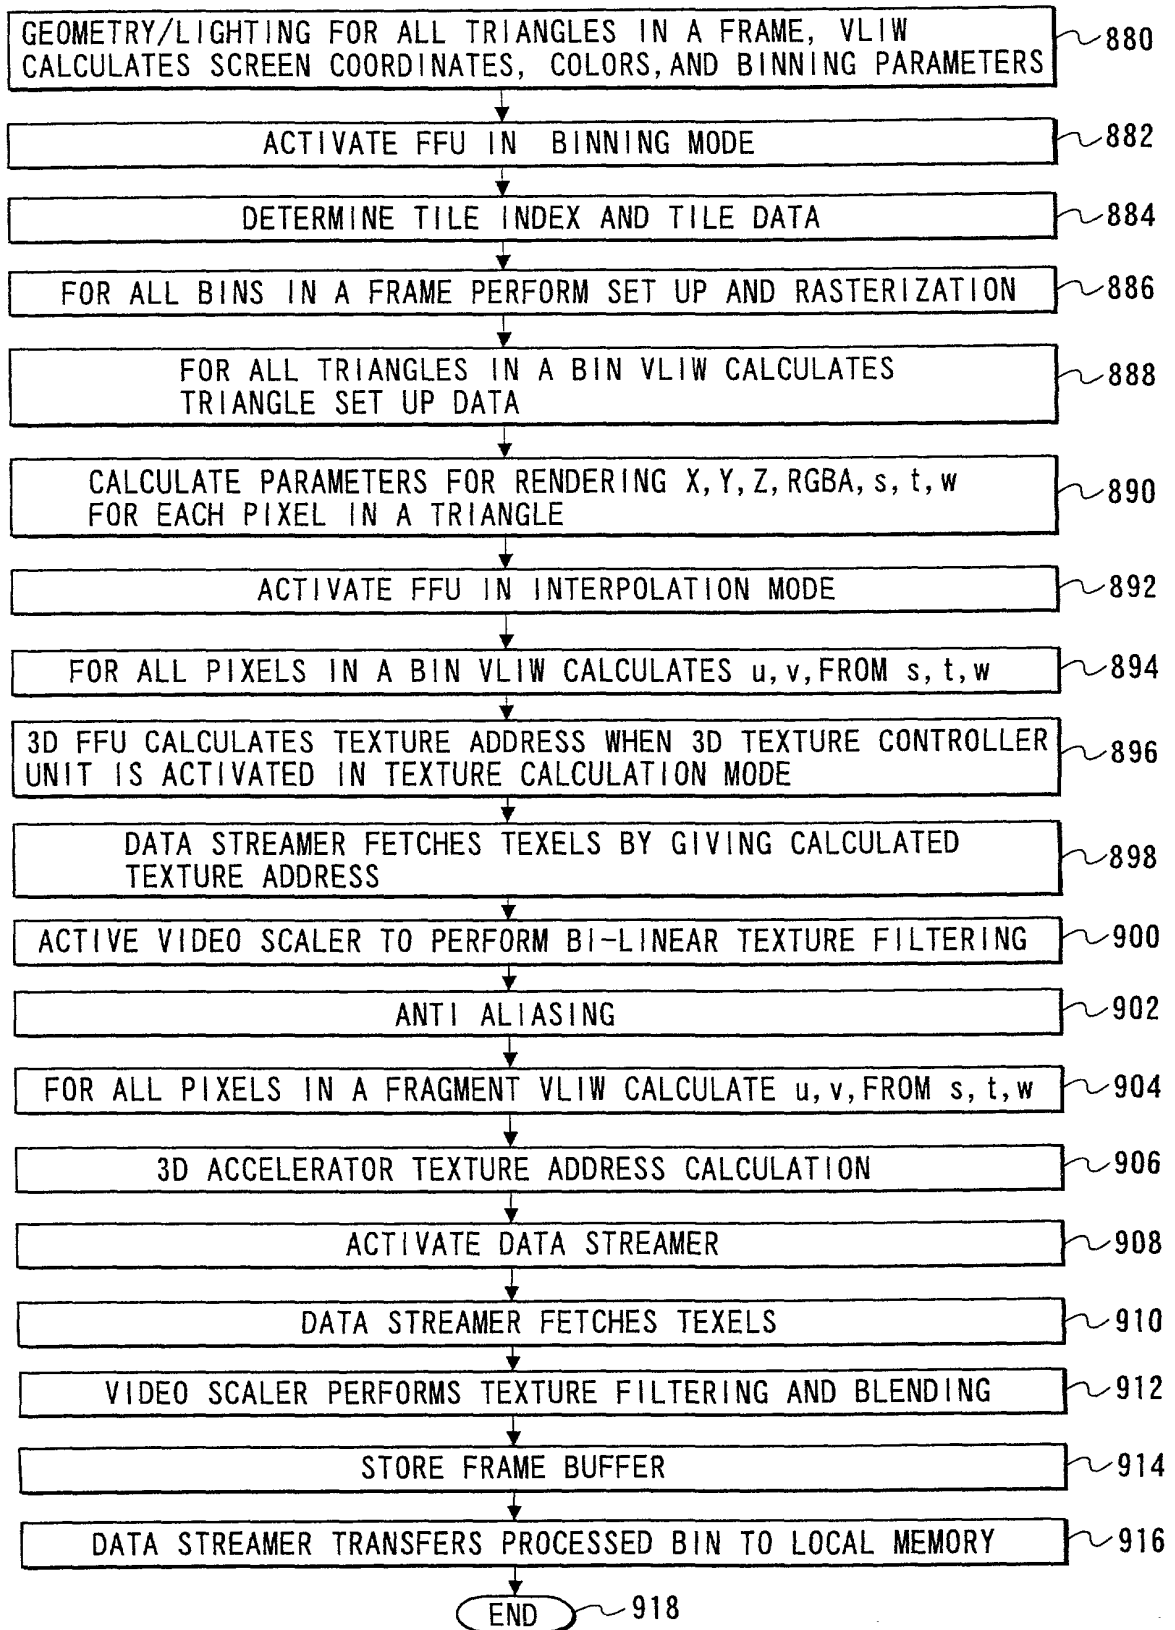 GEOMETRY/LIGHTING FOR ALL TRIANGLES IN A FRAME, VLIW
CALCULATES SCREEN COORDINATES, COLORS, AND BINNING PARAMETERS
880
ACTIVATE FFU IN BINNING MODE
882
DETERMINE TILE INDEX AND TILE DATA
884
FOR ALL BINS IN A FRAME PERFORM SET UP AND RASTERIZATION
886
FOR ALL TRIANGLES IN A BIN VLIW CALCULATES
TRIANGLE SET UP DATA
888
CALCULATE PARAMETERS FOR RENDERING X, Y, Z, RGBA, s, t, w
FOR EACH PIXEL IN A TRIANGLE
890
ACTIVATE FFU IN INTERPOLATION MODE
892
FOR ALL PIXELS IN A BIN VLIW CALCULATES u, v, FROM s, t, w
894
3D FFU CALCULATES TEXTURE ADDRESS WHEN 3D TEXTURE CONTROLLER
UNIT IS ACTIVATED IN TEXTURE CALCULATION MODE
896
DATA STREAMER FETCHES TEXELS BY GIVING CALCULATED
TEXTURE ADDRESS
898
ACTIVE VIDEO SCALER TO PERFORM BI-LINEAR TEXTURE FILTERING
900
ANTI ALIASING
902
FOR ALL PIXELS IN A FRAGMENT VLIW CALCULATE u, v, FROM s, t, w
904
3D ACCELERATOR TEXTURE ADDRESS CALCULATION
906
ACTIVATE DATA STREAMER
908
DATA STREAMER FETCHES TEXELS
910
VIDEO SCALER PERFORMS TEXTURE FILTERING AND BLENDING
912
STORE FRAME BUFFER
914
DATA STREAMER TRANSFERS PROCESSED BIN TO LOCAL MEMORY
916
END
918